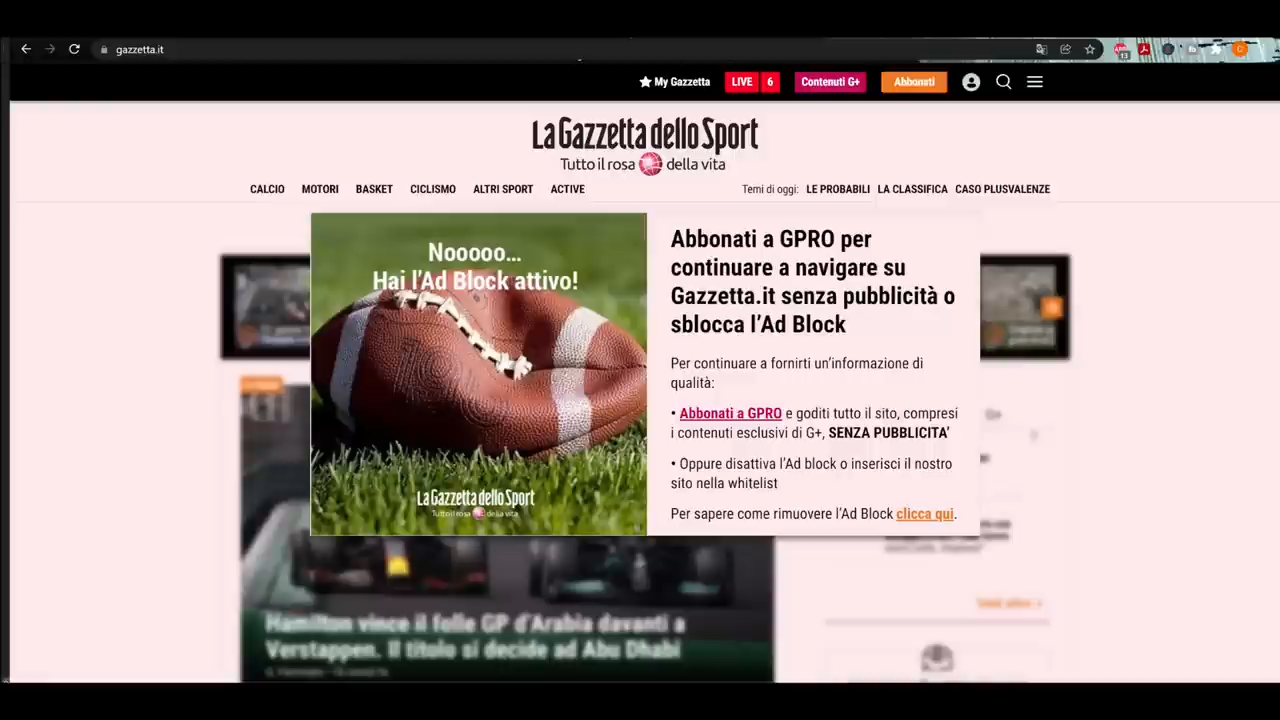 gazzetta.it
13
My Gazzetta
LIVE 6
Contenuti G+
Abbonati
La Gazzetta dello Sport
Tutto il rosa della vita
CALCIO MOTORI BASKET CICLISMO ALTRI SPORT ACTIVE
Temi di oggi: LE PROBABILI LA CLASSIFICA CASO PLUSVALENZE
Nooooo...
Hai l'Ad Block attivo!
La Gazzetta dello Sport
Tutto il rosa della vita
Abbonati a GPRO per
continuare a navigare su
Gazzetta.it senza pubblicità o
sblocca l'Ad Block
Per continuare a fornirti un'informazione di
qualità:
• Abbonati a GPRO e goditi tutto il sito, compresi
i contenuti esclusivi di G+, SENZA PUBBLICITA'
• Oppure disattiva l'Ad block o inserisci il nostro
sito nella whitelist
Per sapere come rimuovere l'Ad Block clicca qui.
Hamilton vince il folle GP d'Arabia davanti a
Verstappen. Il titolo si decide ad Abu Dhabi